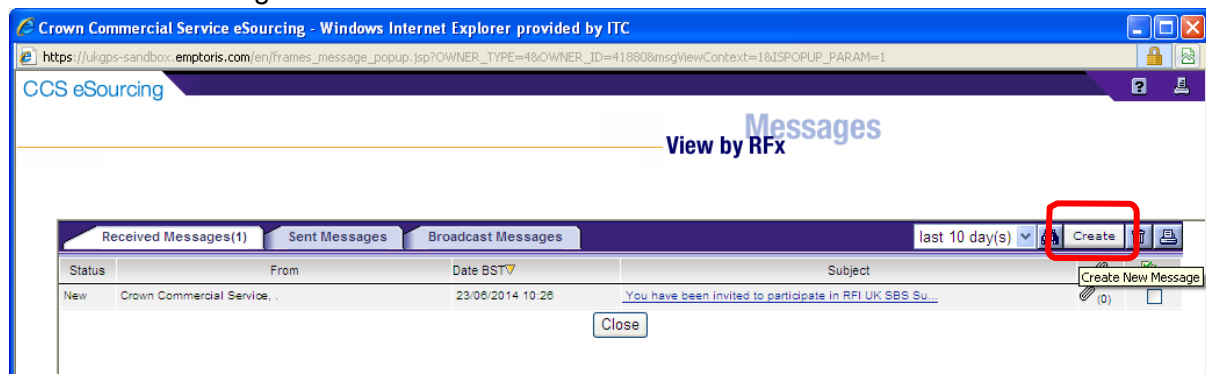 Crown Commercial Service eSourcing - Windows Internet Explorer provided by ITC
https://ukgps-sandbox.emptoris.com/en/frames_message_popup.jsp?OWNER_TYPE=4&OWNER_ID=41880&msgViewContext=1&ISPOPUP_PARAM=1
CCS eSourcing
Messages
View by RFx
Received Messages(1) Sent Messages Broadcast Messages last 10 day(s) Create
Status From Date BST Subject
Create New Message
New Crown Commercial Service, . 23/06/2014 10:26 You have been invited to participate in RFI UK SBS Su... (0)
Close